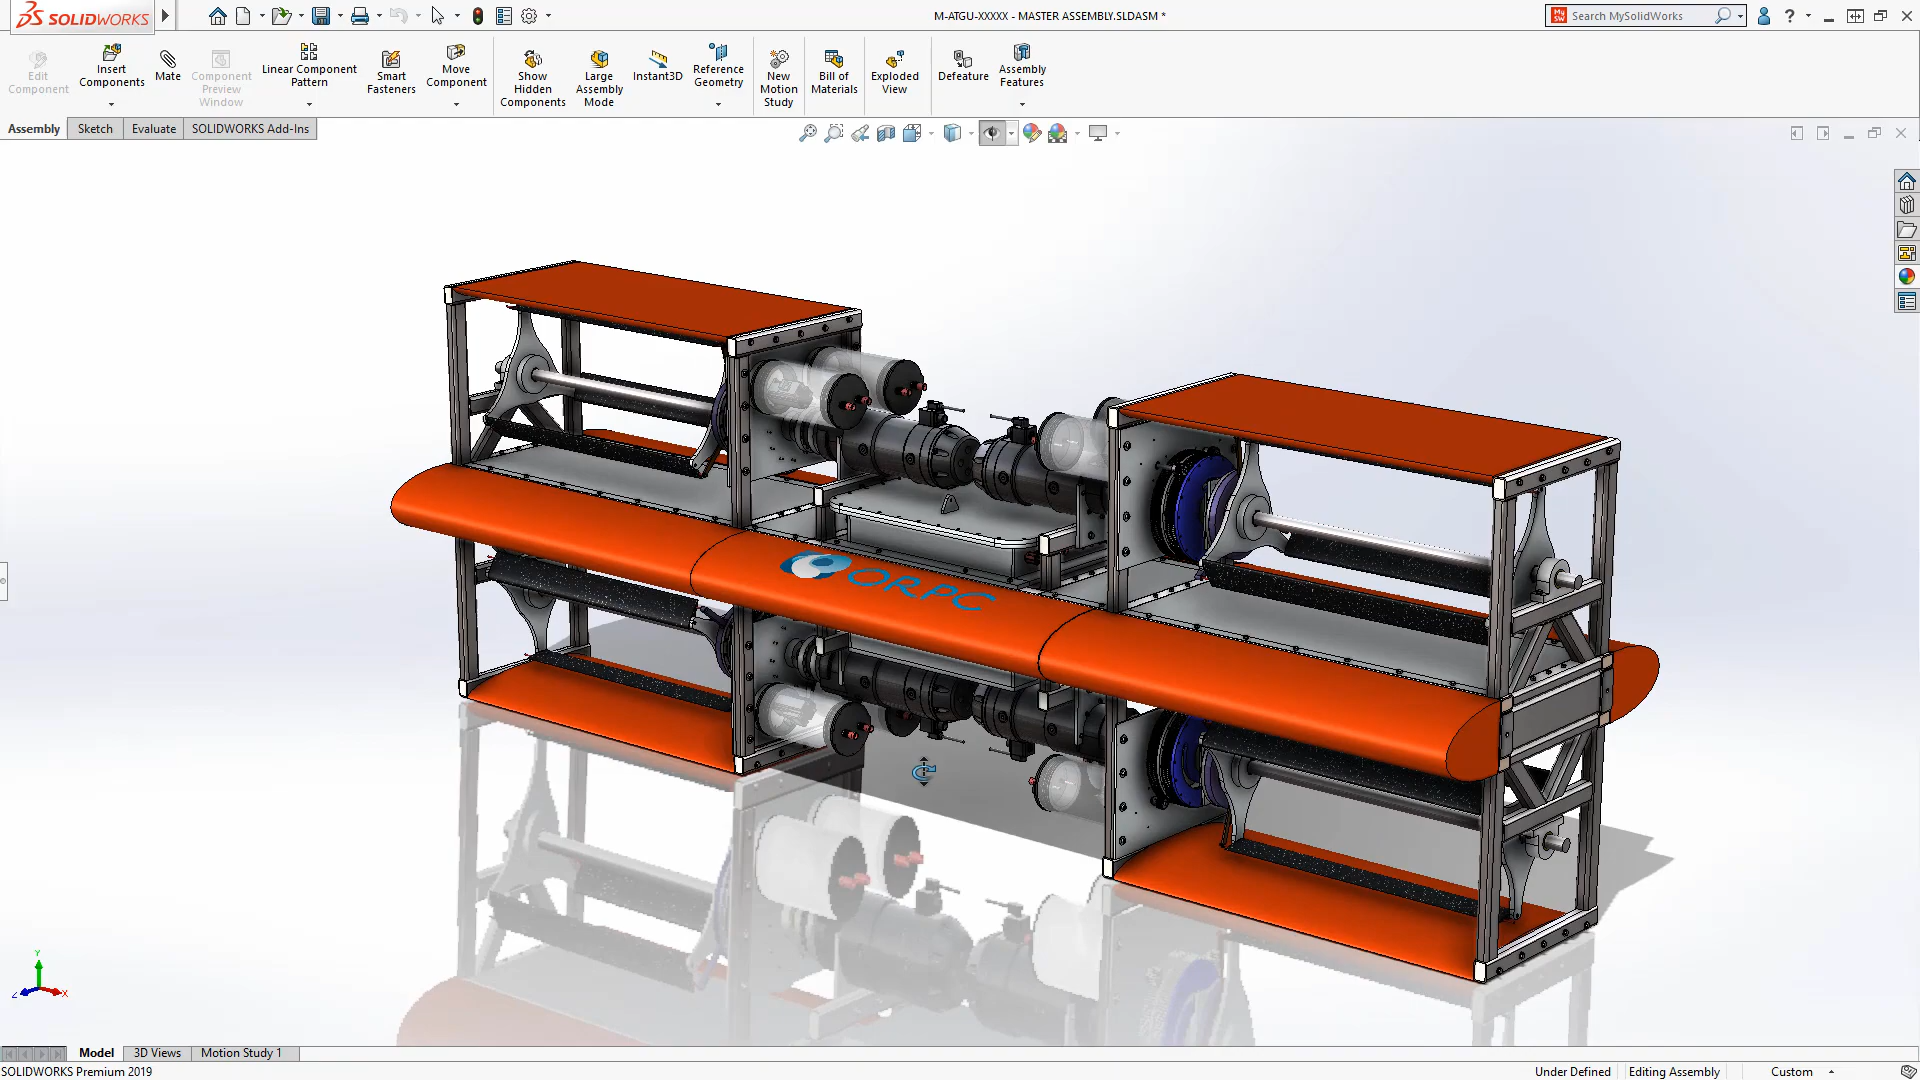 SOLIDWORKS
M-ATGU-XXXXX - MASTER ASSEMBLY.SLDASM *
Search MySolidWorks
Edit Component
Insert Components
Mate
Component Preview Window
Linear Component Pattern
Smart Fasteners
Move Component
Show Hidden Components
Large Assembly Mode
Instant3D
Reference Geometry
New Motion Study
Bill of Materials
Exploded View
Defeature
Assembly Features
Assembly
Sketch
Evaluate
SOLIDWORKS Add-Ins
ORPC
Y
Z
X
Model
3D Views
Motion Study 1
SOLIDWORKS Premium 2019
Under Defined
Editing Assembly
Custom